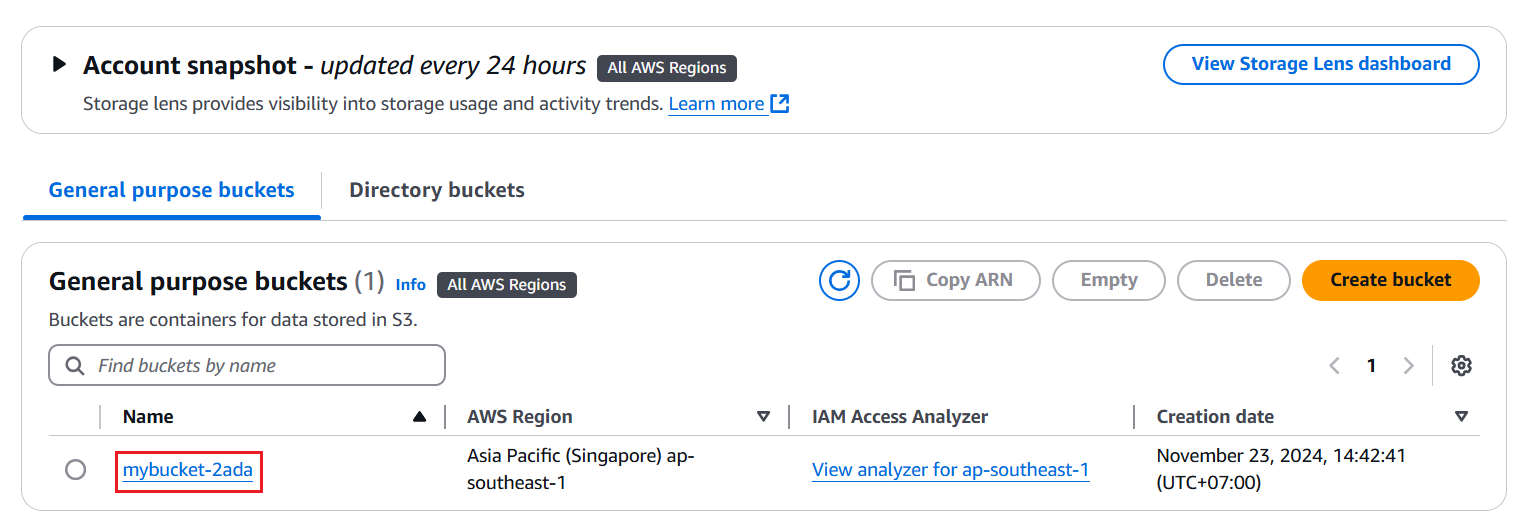 Account snapshot - updated every 24 hours All AWS Regions
View Storage Lens dashboard
Storage lens provides visibility into storage usage and activity trends. Learn more
General purpose buckets
Directory buckets
General purpose buckets (1) Info All AWS Regions
Copy ARN
Empty
Delete
Create bucket
Buckets are containers for data stored in S3.
Find buckets by name
1
Name
AWS Region
IAM Access Analyzer
Creation date
mybucket-2ada
Asia Pacific (Singapore) ap-
southeast-1
View analyzer for ap-southeast-1
November 23, 2024, 14:42:41
(UTC+07:00)